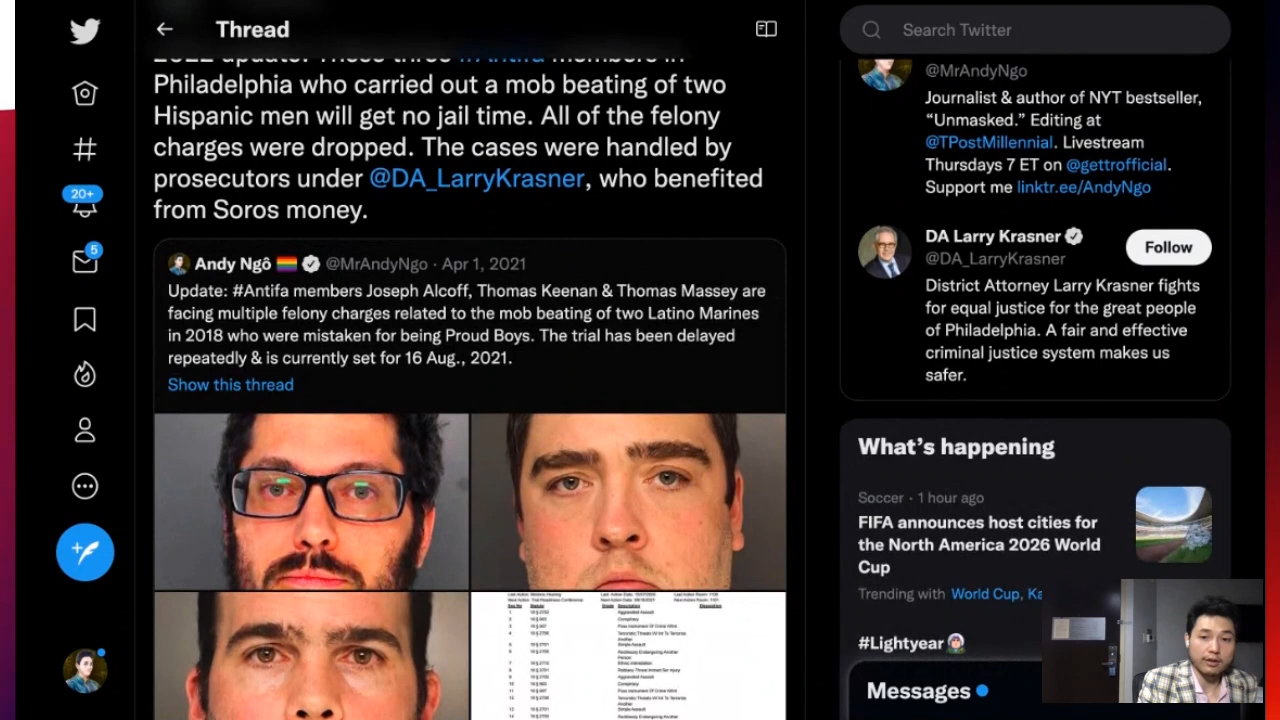 Thread
2022 update: These three #Antifa members in
Philadelphia who carried out a mob beating of two
Hispanic men will get no jail time. All of the felony
charges were dropped. The cases were handled by
prosecutors under @DA_LarryKrasner, who benefited
from Soros money.
Andy Ngô @MrAndyNgo · Apr 1, 2021
Update: #Antifa members Joseph Alcoff, Thomas Keenan & Thomas Massey are
facing multiple felony charges related to the mob beating of two Latino Marines
in 2018 who were mistaken for being Proud Boys. The trial has been delayed
repeatedly & is currently set for 16 Aug., 2021.
Show this thread
20+
5
Search Twitter
@MrAndyNgo
Journalist & author of NYT bestseller,
“Unmasked.” Editing at
@TPostMillennial. Livestream
Thursdays 7 ET on @gettrofficial.
Support me linktr.ee/AndyNgo
DA Larry Krasner
@DA_LarryKrasner
Follow
District Attorney Larry Krasner fights
for equal justice for the great people
of Philadelphia. A fair and effective
criminal justice system makes us
safer.
What’s happening
Soccer · 1 hour ago
FIFA announces host cities for
the North America 2026 World
Cup
Trending with World Cup, Ka
#Lightyear
Messages